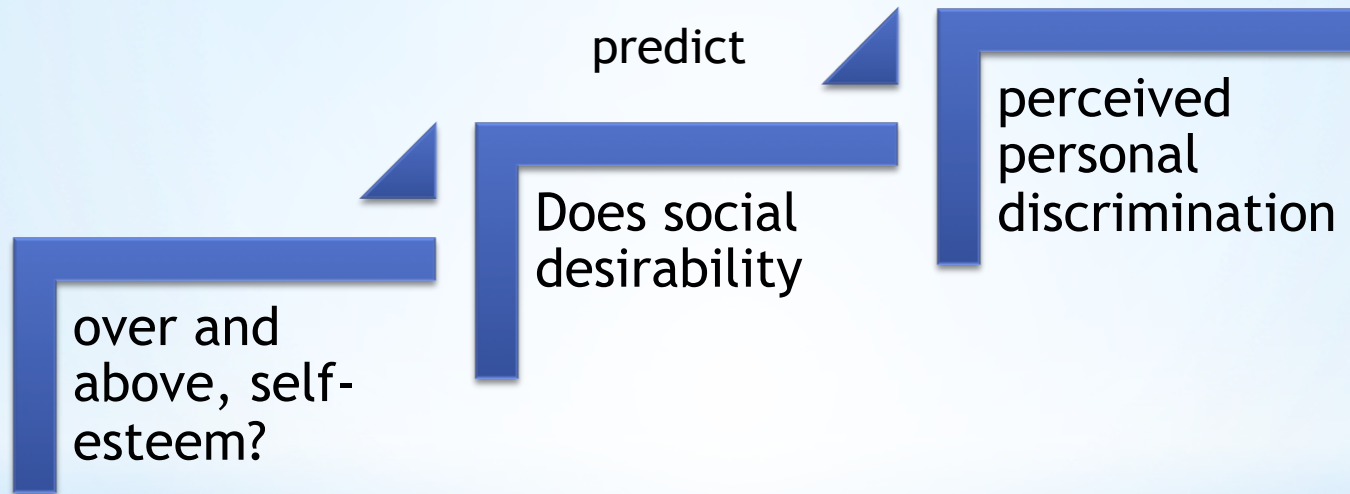 predict
perceived
personal
discrimination
Does social
desirability
over and
above, self-
esteem?